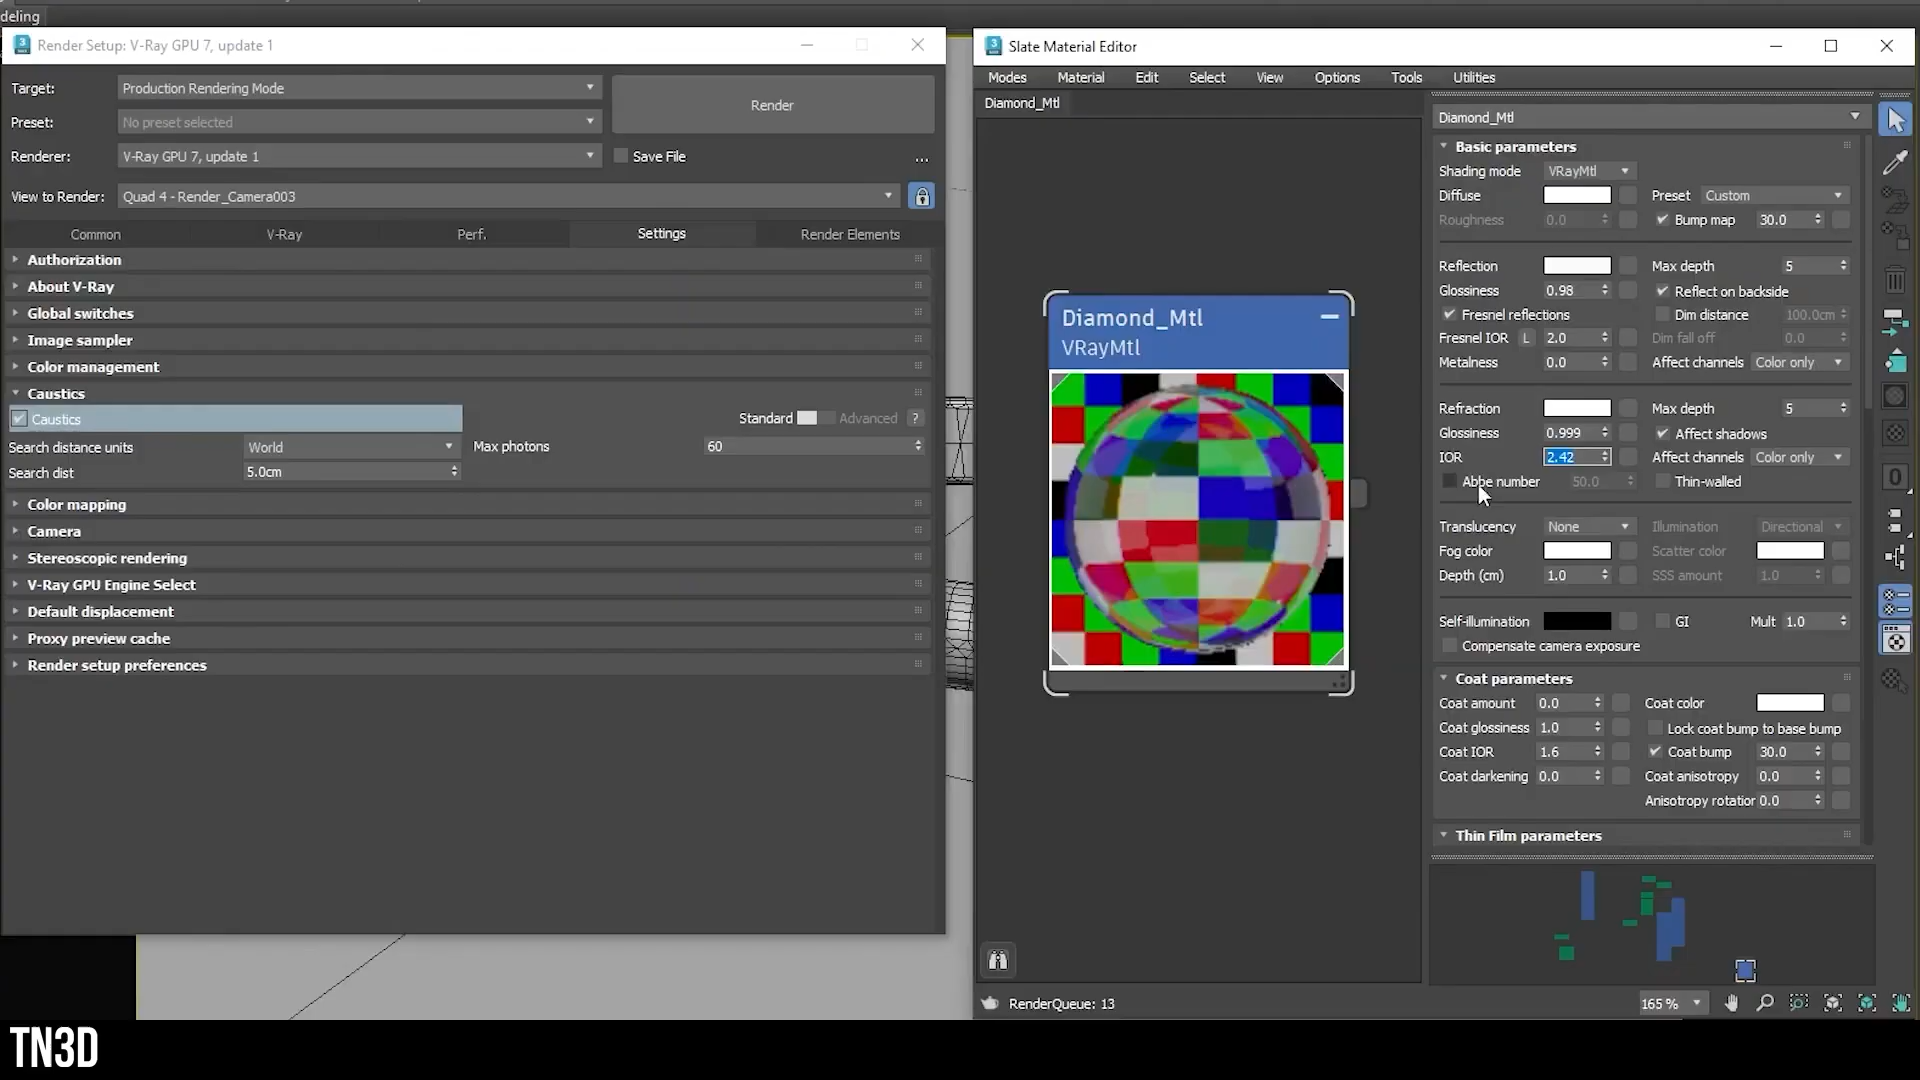 deling
Render Setup: V-Ray GPU 7, update 1
Target: Production Rendering Mode
Render
Preset: No preset selected
Renderer: V-Ray GPU 7, update 1
Save File
...
View to Render: Quad 4 - Render_Camera003
Common V-Ray Perf. Settings Render Elements
Authorization
About V-Ray
Global switches
Image sampler
Color management
Caustics
Caustics
Standard Advanced ?
Search distance units World Max photons 60
Search dist 5.0cm
Color mapping
Camera
Stereoscopic rendering
V-Ray GPU Engine Select
Default displacement
Proxy preview cache
Render setup preferences
Slate Material Editor
Modes Material Edit Select View Options Tools Utilities
Diamond_Mtl
Diamond_Mtl
VRayMtl
RenderQueue: 13
Diamond_Mtl
Basic parameters
Shading mode VRayMtl
Diffuse Preset Custom
Roughness 0.0 Bump map 30.0
Reflection Max depth 5
Glossiness 0.98 Reflect on backside
Fresnel reflections Dim distance 100.0cm
Fresnel IOR L 2.0 Dim fall off 0.0
Metalness 0.0 Affect channels Color only
Refraction Max depth 5
Glossiness 0.999 Affect shadows
IOR 2.42 Affect channels Color only
Abbe number 50.0 Thin-walled
Translucency None Illumination Directional
Fog color Scatter color
Depth (cm) 1.0 SSS amount 1.0
Self-illumination GI Mult 1.0
Compensate camera exposure
Coat parameters
Coat amount 0.0 Coat color
Coat glossiness 1.0 Lock coat bump to base bump
Coat IOR 1.6 Coat bump 30.0
Coat darkening 0.0 Coat anisotropy 0.0
Anisotropy rotatior 0.0
Thin Film parameters
165 %
TN3D